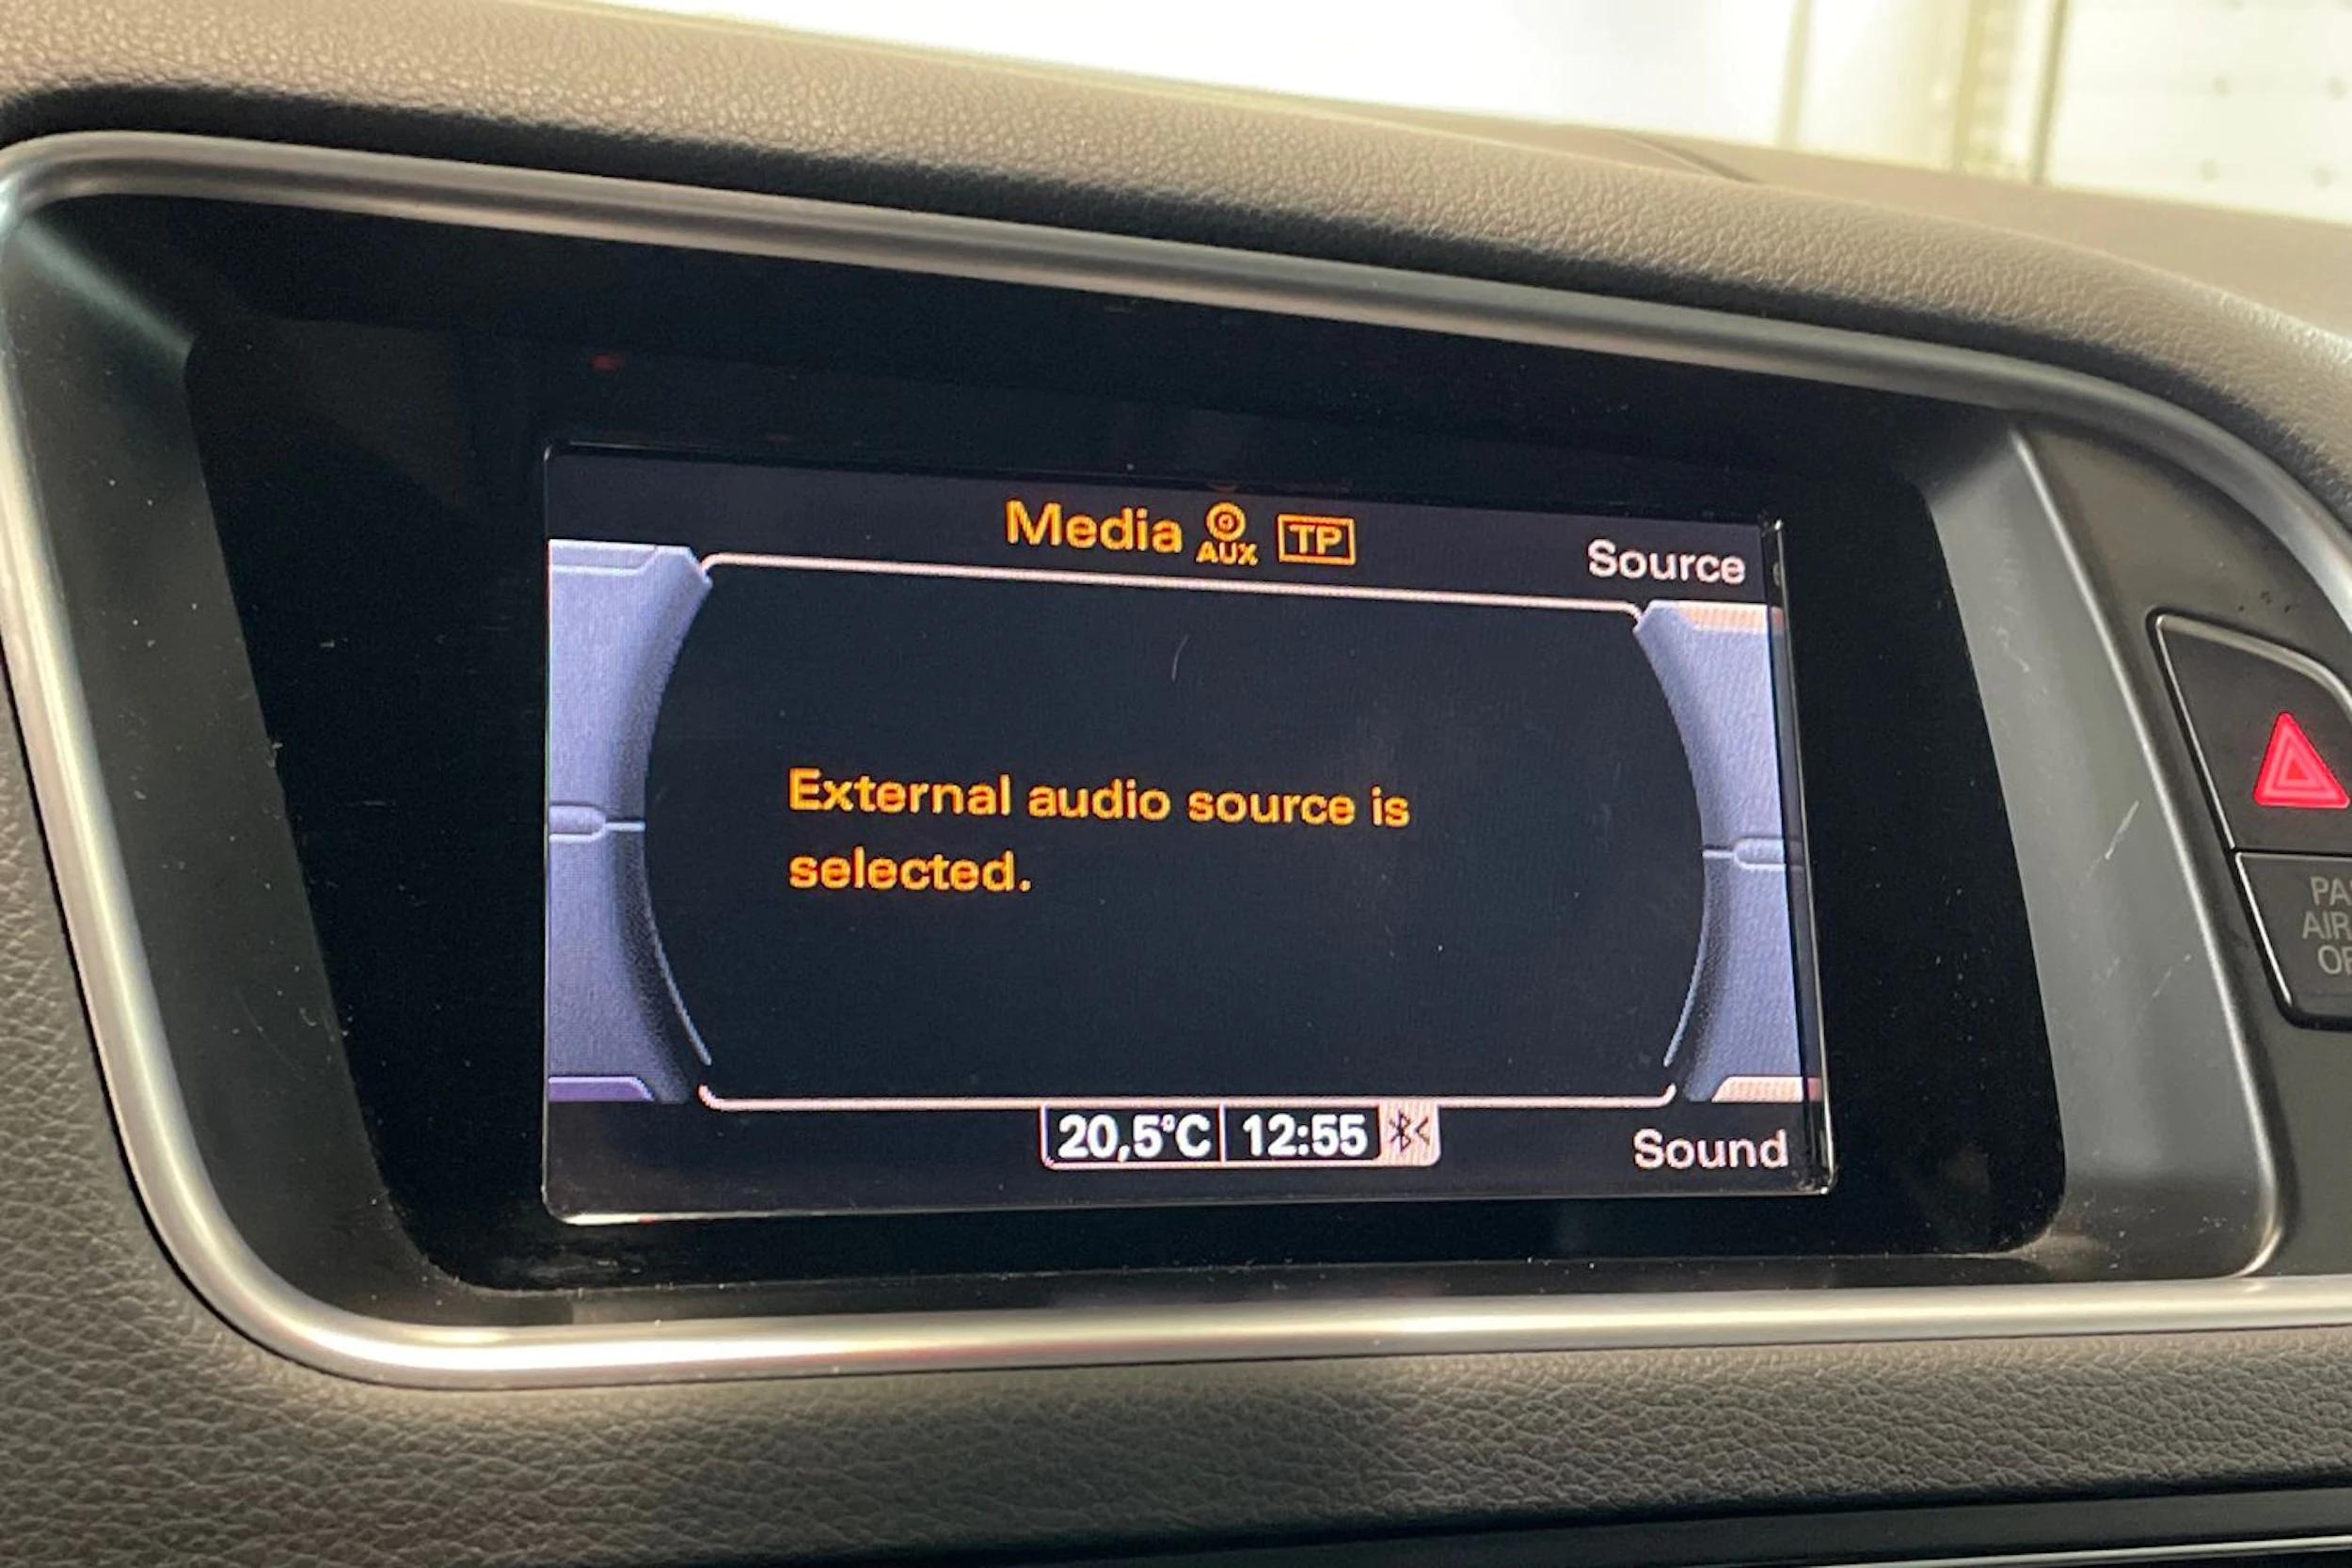 Media AUX TP
Source
External audio source is
selected.
20,5°C 12:55
Sound